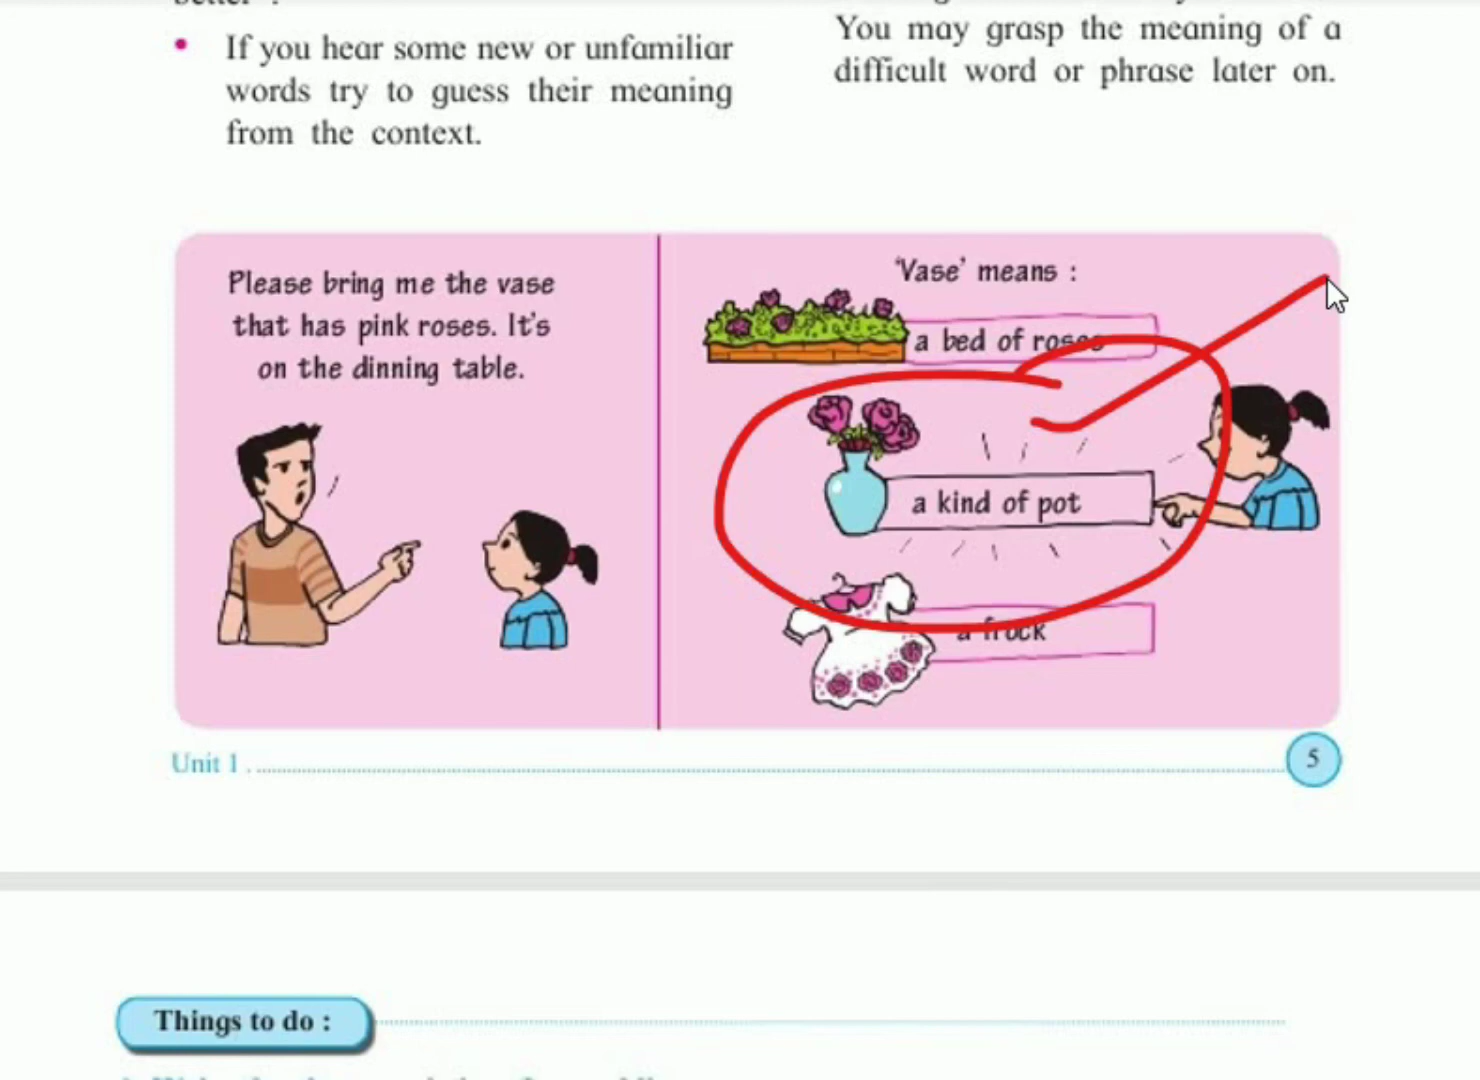 If you hear some new or unfamiliar
words try to guess their meaning
from the context.
You may grasp the meaning of a
difficult word or phrase later on.
Please bring me the vase
that has pink roses. It's
on the dinning table.
'Vase' means :
a bed of roses
a kind of pot
a frock
Unit 1
5
Things to do :